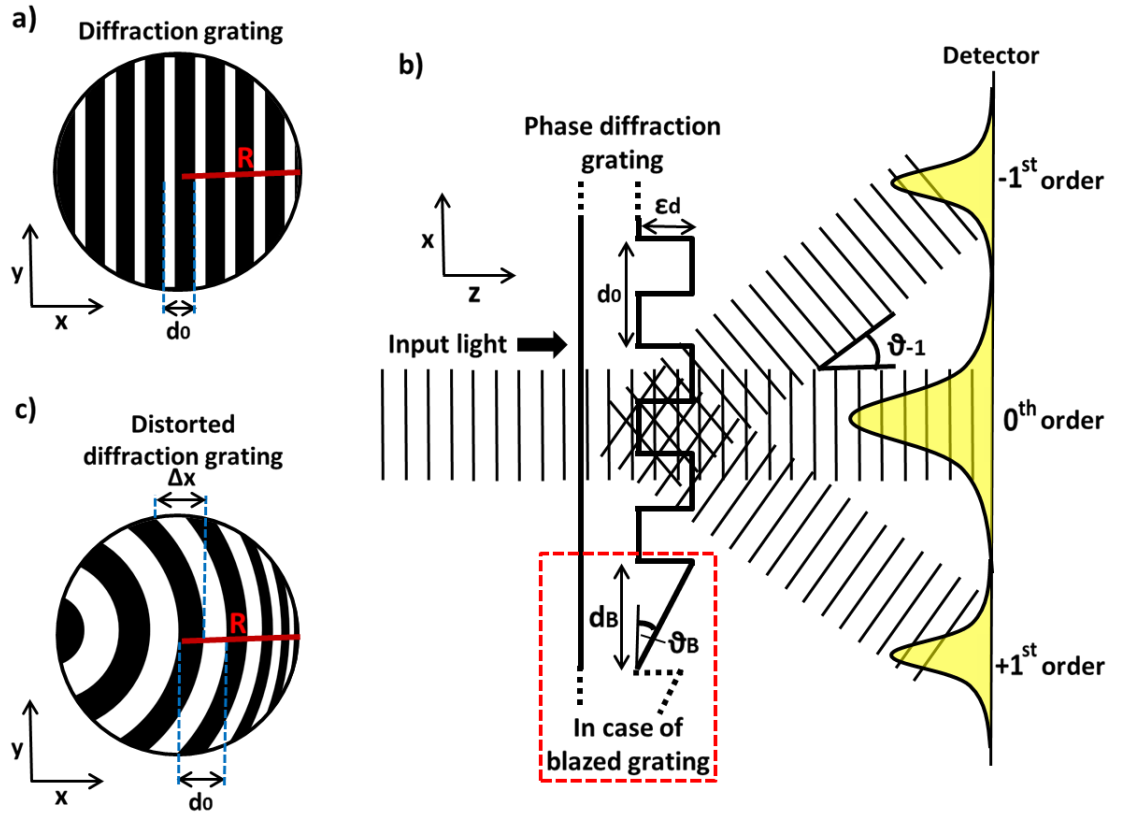 a)
Diffraction grating
R
y
x
d0
b)
Detector
Phase diffraction
grating
εd
x
z
d0
Input light
-1st order
ϑ-1
0th order
+1st order
dB
ϑB
In case of
blazed grating
c)
Distorted
diffraction grating
Δx
R
y
x
d0